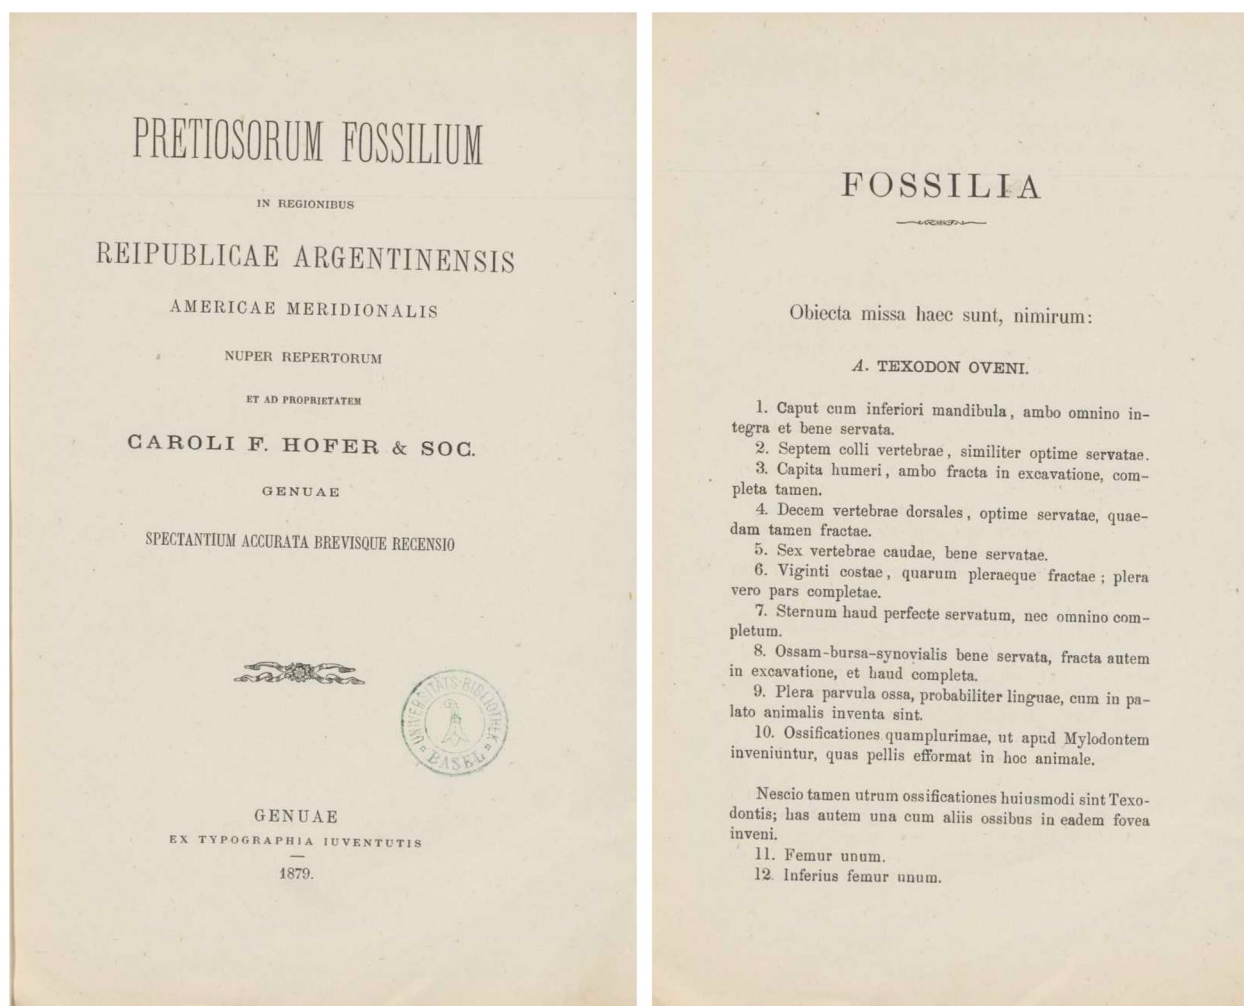 PRETIOSORUM FOSSILIUM
IN REGIONIBUS
REIPUBLICAE ARGENTINENSIS
AMERICAE MERIDIONALIS
NUPER REPERTORUM
ET AD PROPRIETATEM
CAROLI F. HOFER & SOC.
GENUAE
SPECTANTIUM ACCURATA BREVISQUE RECENSIO
UNIVERSITÄTS-BIBLIOTHEK
BASEL
GENUAE
EX TYPOGRAPHIA IUVENTUTIS
1879.
FOSSILIA
Obiecta missa haec sunt, nimirum:
A. TEXODON OVENI.
1. Caput cum inferiori mandibula, ambo omnino in-
tegra et bene servata.
2. Septem colli vertebrae, similiter optime servatae.
3. Capita humeri, ambo fracta in excavatione, com-
pleta tamen.
4. Decem vertebrae dorsales, optime servatae, quae-
dam tamen fractae.
5. Sex vertebrae caudae, bene servatae.
6. Viginti costae, quarum pleraeque fractae; plera
vero pars completae.
7. Sternum haud perfecte servatum, nec omnino com-
pletum.
8. Ossam-bursa-synovialis bene servata, fracta autem
in excavatione, et haud completa.
9. Plera parvula ossa, probabiliter linguae, cum in pa-
lato animalis inventa sint.
10. Ossificationes quamplurimae, ut apud Mylodontem
inveniuntur, quas pellis efformat in hoc animale.
Nescio tamen utrum ossificationes huiusmodi sint Texo-
dontis; has autem una cum aliis ossibus in eadem fovea
inveni.
11. Femur unum.
12. Inferius femur unum.